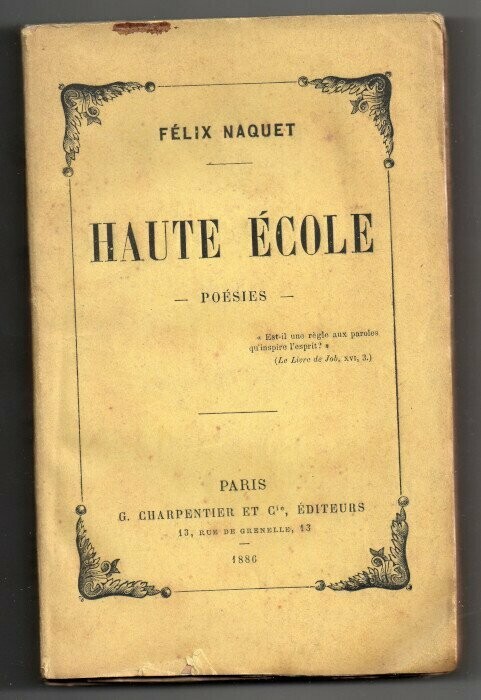 FÉLIX NAQUET
HAUTE ÉCOLE
— POÉSIES —
« Est-il une règle aux paroles
qu'inspire l'esprit? »
(Le Livre de Job, XVI, 3.)
PARIS
G. CHARPENTIER ET Cie, ÉDITEURS
13, RUE DE GRENELLE, 13
1886